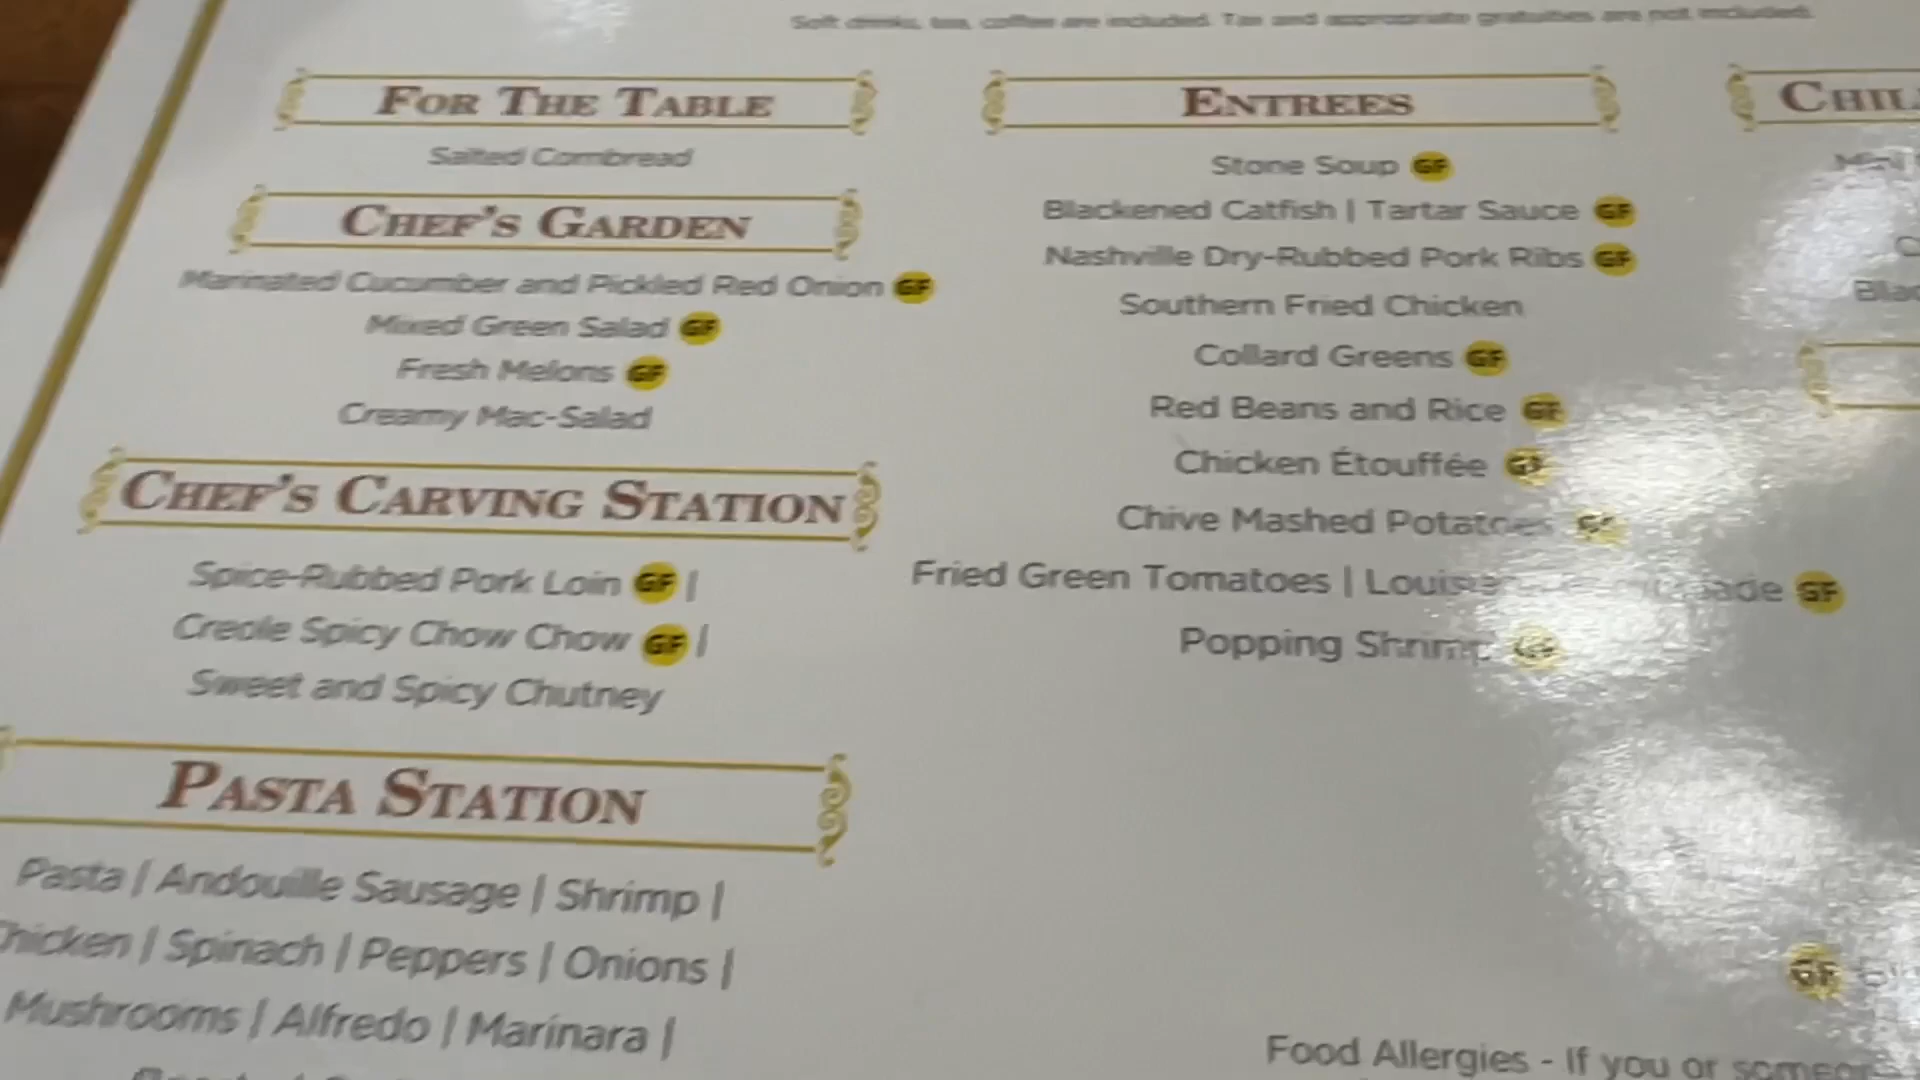 Soft drinks, tea, coffee are included. Tax and appropriate gratuities are not included.
FOR THE TABLE
Salted Cornbread
CHEF'S GARDEN
Marinated Cucumber and Pickled Red Onion GF
Mixed Green Salad GF
Fresh Melons GF
Creamy Mac-Salad
CHEF'S CARVING STATION
Spice-Rubbed Pork Loin GF |
Creole Spicy Chow Chow GF |
Sweet and Spicy Chutney
PASTA STATION
Pasta | Andouille Sausage | Shrimp |
Chicken | Spinach | Peppers | Onions |
Mushrooms | Alfredo | Marinara |
ENTREES
Stone Soup GF
Blackened Catfish | Tartar Sauce GF
Nashville Dry-Rubbed Pork Ribs GF
Southern Fried Chicken
Collard Greens GF
Red Beans and Rice GF
Chicken Étouffée GF
Chive Mashed Potatoes GF
Fried Green Tomatoes | GF
Popping Shrimp GF
Mini
GF
Food Allergies - If you or